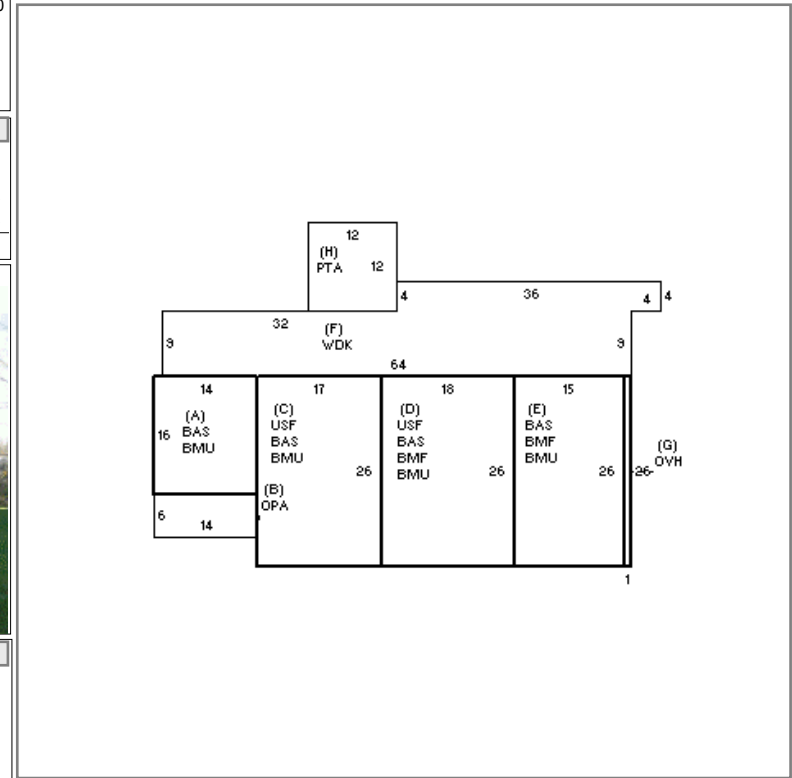 12
(H)
PTA 12
4 36 4 4
32 (F)
WDK
9 9
64
14 17 18 15
(A)
BAS
BMU
16
(C)
USF
BAS
BMU
26
(D)
USF
BAS
BMF
BMU
26
(E)
BAS
BMF
BMU
26
(G)
OVH
26
(B)
OPA
6
14
1